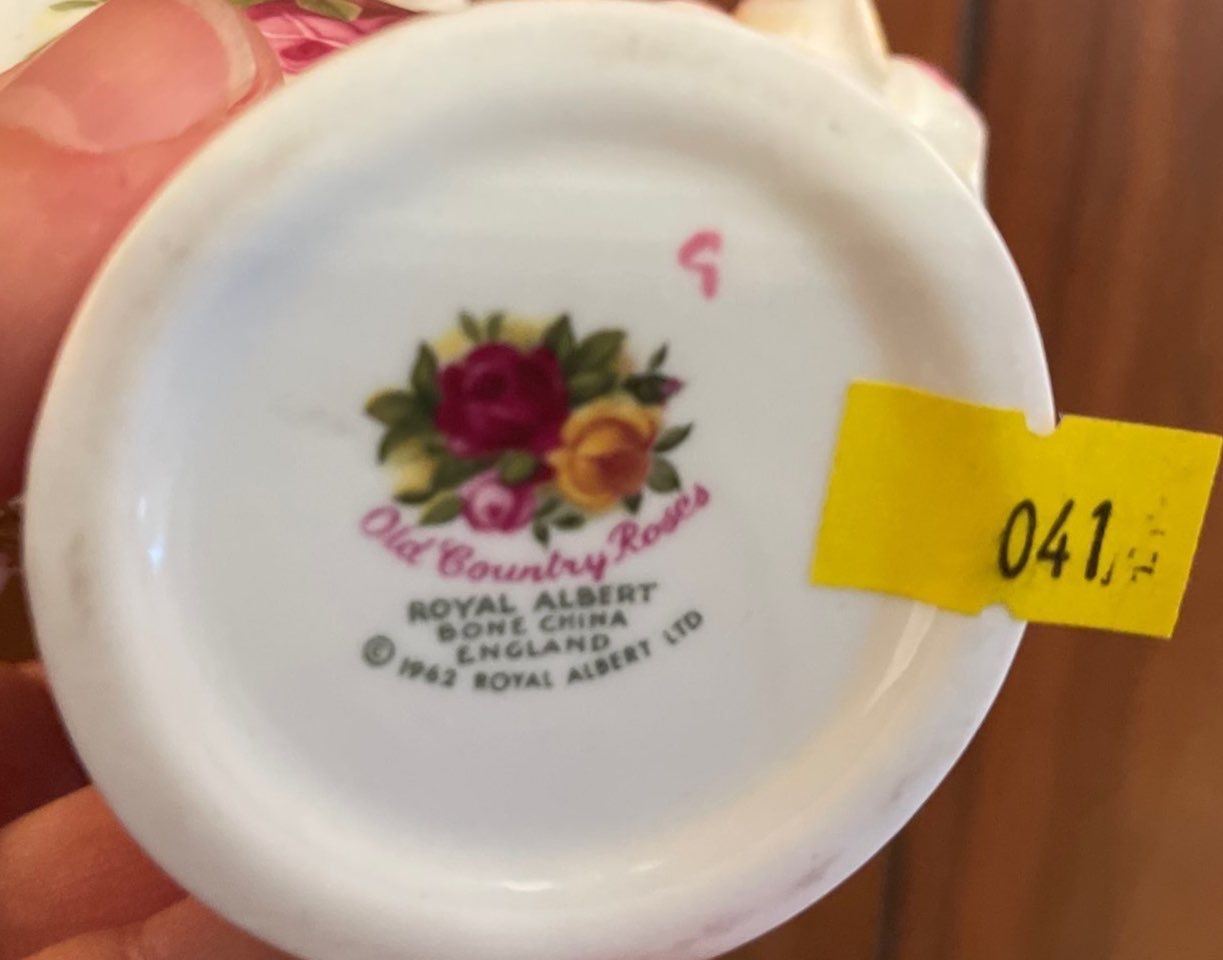 Old Country Roses
ROYAL ALBERT
BONE CHINA
ENGLAND
© 1962 ROYAL ALBERT LTD
041